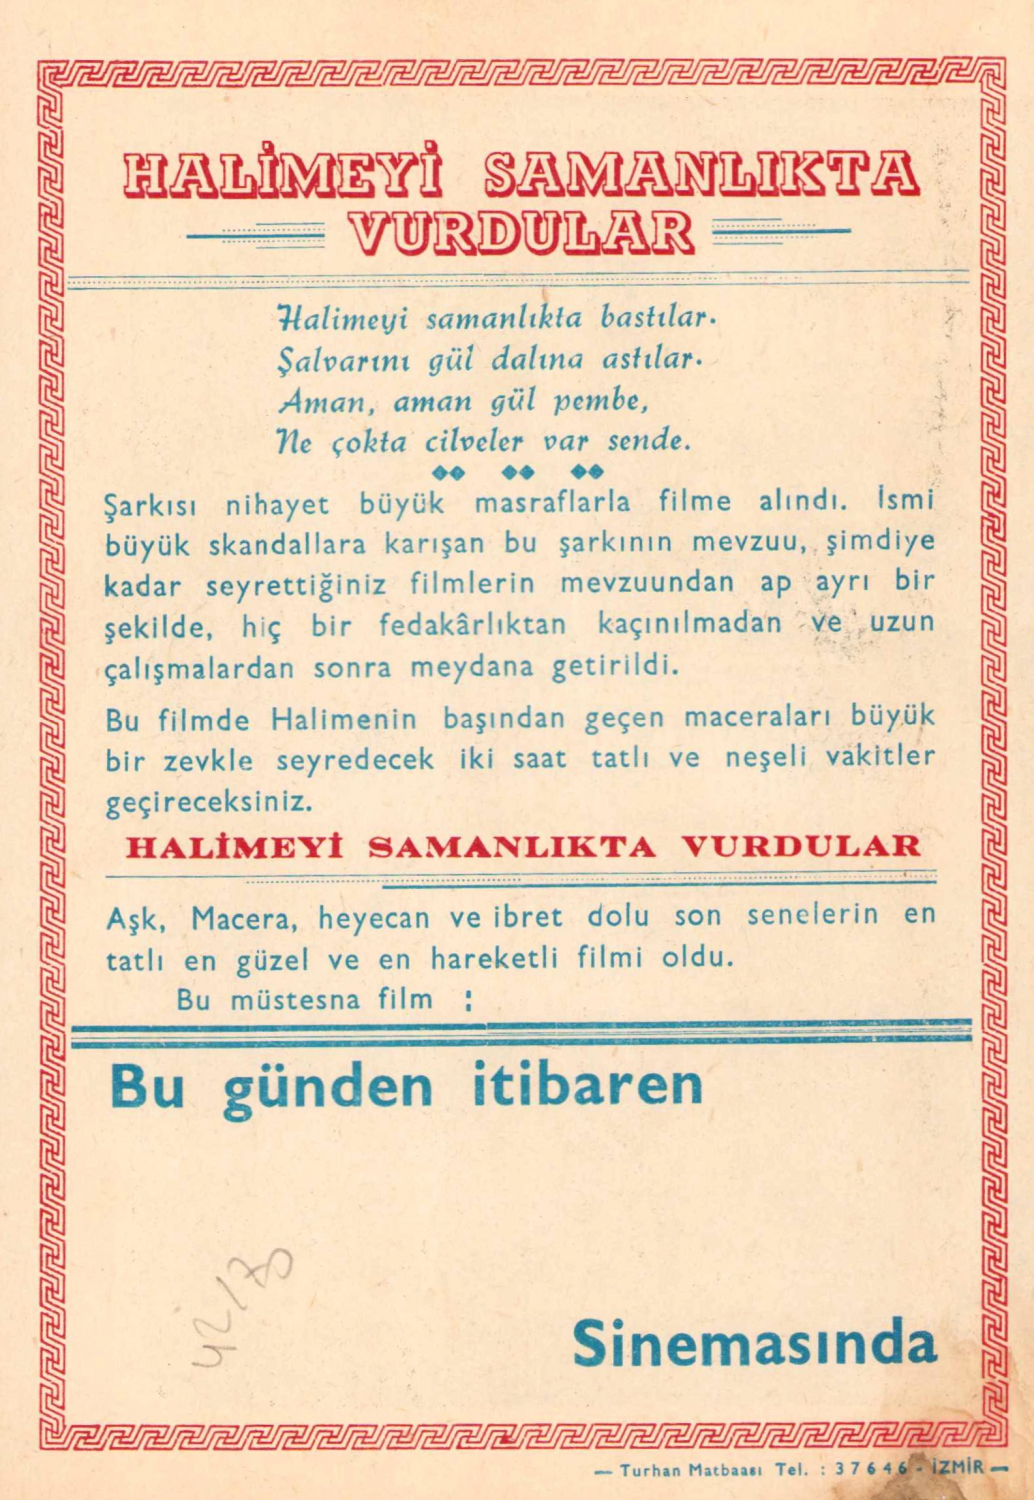 HALİMEYİ SAMANLIKTA
VURDULAR
Halimeyi samanlıkta bastılar.
Şalvarını gül dalına astılar.
Aman, aman gül pembe,
Ne çokta cilveler var sende.
Şarkısı nihayet büyük masraflarla filme alındı. İsmi
büyük skandallara karışan bu şarkının mevzuu, şimdiye
kadar seyrettiğiniz filmlerin mevzuundan ap ayrı bir
şekilde, hiç bir fedakârlıktan kaçınılmadan ve uzun
çalışmalardan sonra meydana getirildi.
Bu filmde Halimenin başından geçen maceraları büyük
bir zevkle seyredecek iki saat tatlı ve neşeli vakitler
geçireceksiniz.
HALİMEYİ SAMANLIKTA VURDULAR
Aşk, Macera, heyecan ve ibret dolu son senelerin en
tatlı en güzel ve en hareketli filmi oldu.
Bu müstesna film :
Bu günden itibaren
42/70
Sinemasında
— Turhan Matbaası Tel. : 37646 - İZMİR —